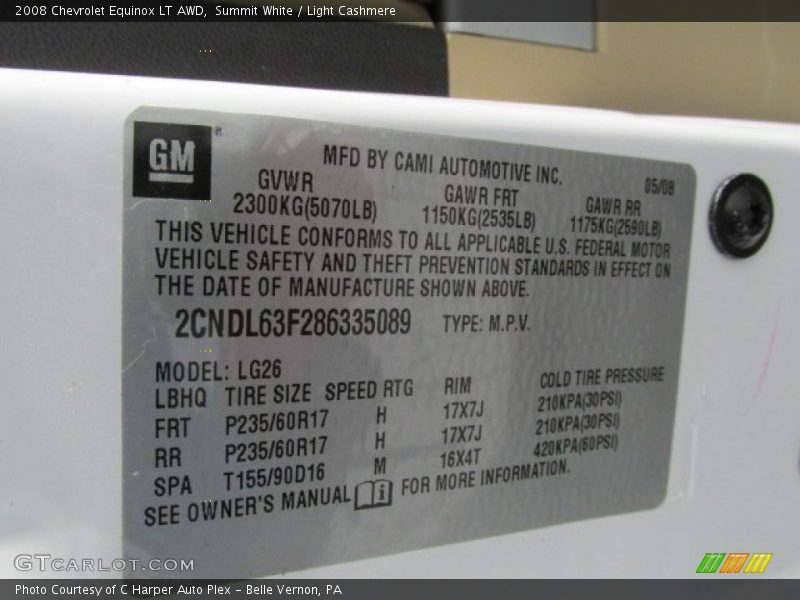 2008 Chevrolet Equinox LT AWD, Summit White / Light Cashmere
GM
MFD BY CAMI AUTOMOTIVE INC.
05/08
GVWR GAWR FRT GAWR RR
2300KG(5070LB) 1150KG(2535LB) 1175KG(2590LB)
THIS VEHICLE CONFORMS TO ALL APPLICABLE U.S. FEDERAL MOTOR
VEHICLE SAFETY AND THEFT PREVENTION STANDARDS IN EFFECT ON
THE DATE OF MANUFACTURE SHOWN ABOVE.
2CNDL63F286335089 TYPE: M.P.V.
MODEL: LG26
LBHQ TIRE SIZE SPEED RTG RIM COLD TIRE PRESSURE
FRT P235/60R17 H 17X7J 210KPA(30PSI)
RR P235/60R17 H 17X7J 210KPA(30PSI)
SPA T155/90D16 M 16X4T 420KPA(60PSI)
SEE OWNER'S MANUAL FOR MORE INFORMATION.
GTCARLOT.COM
Photo Courtesy of C Harper Auto Plex - Belle Vernon, PA